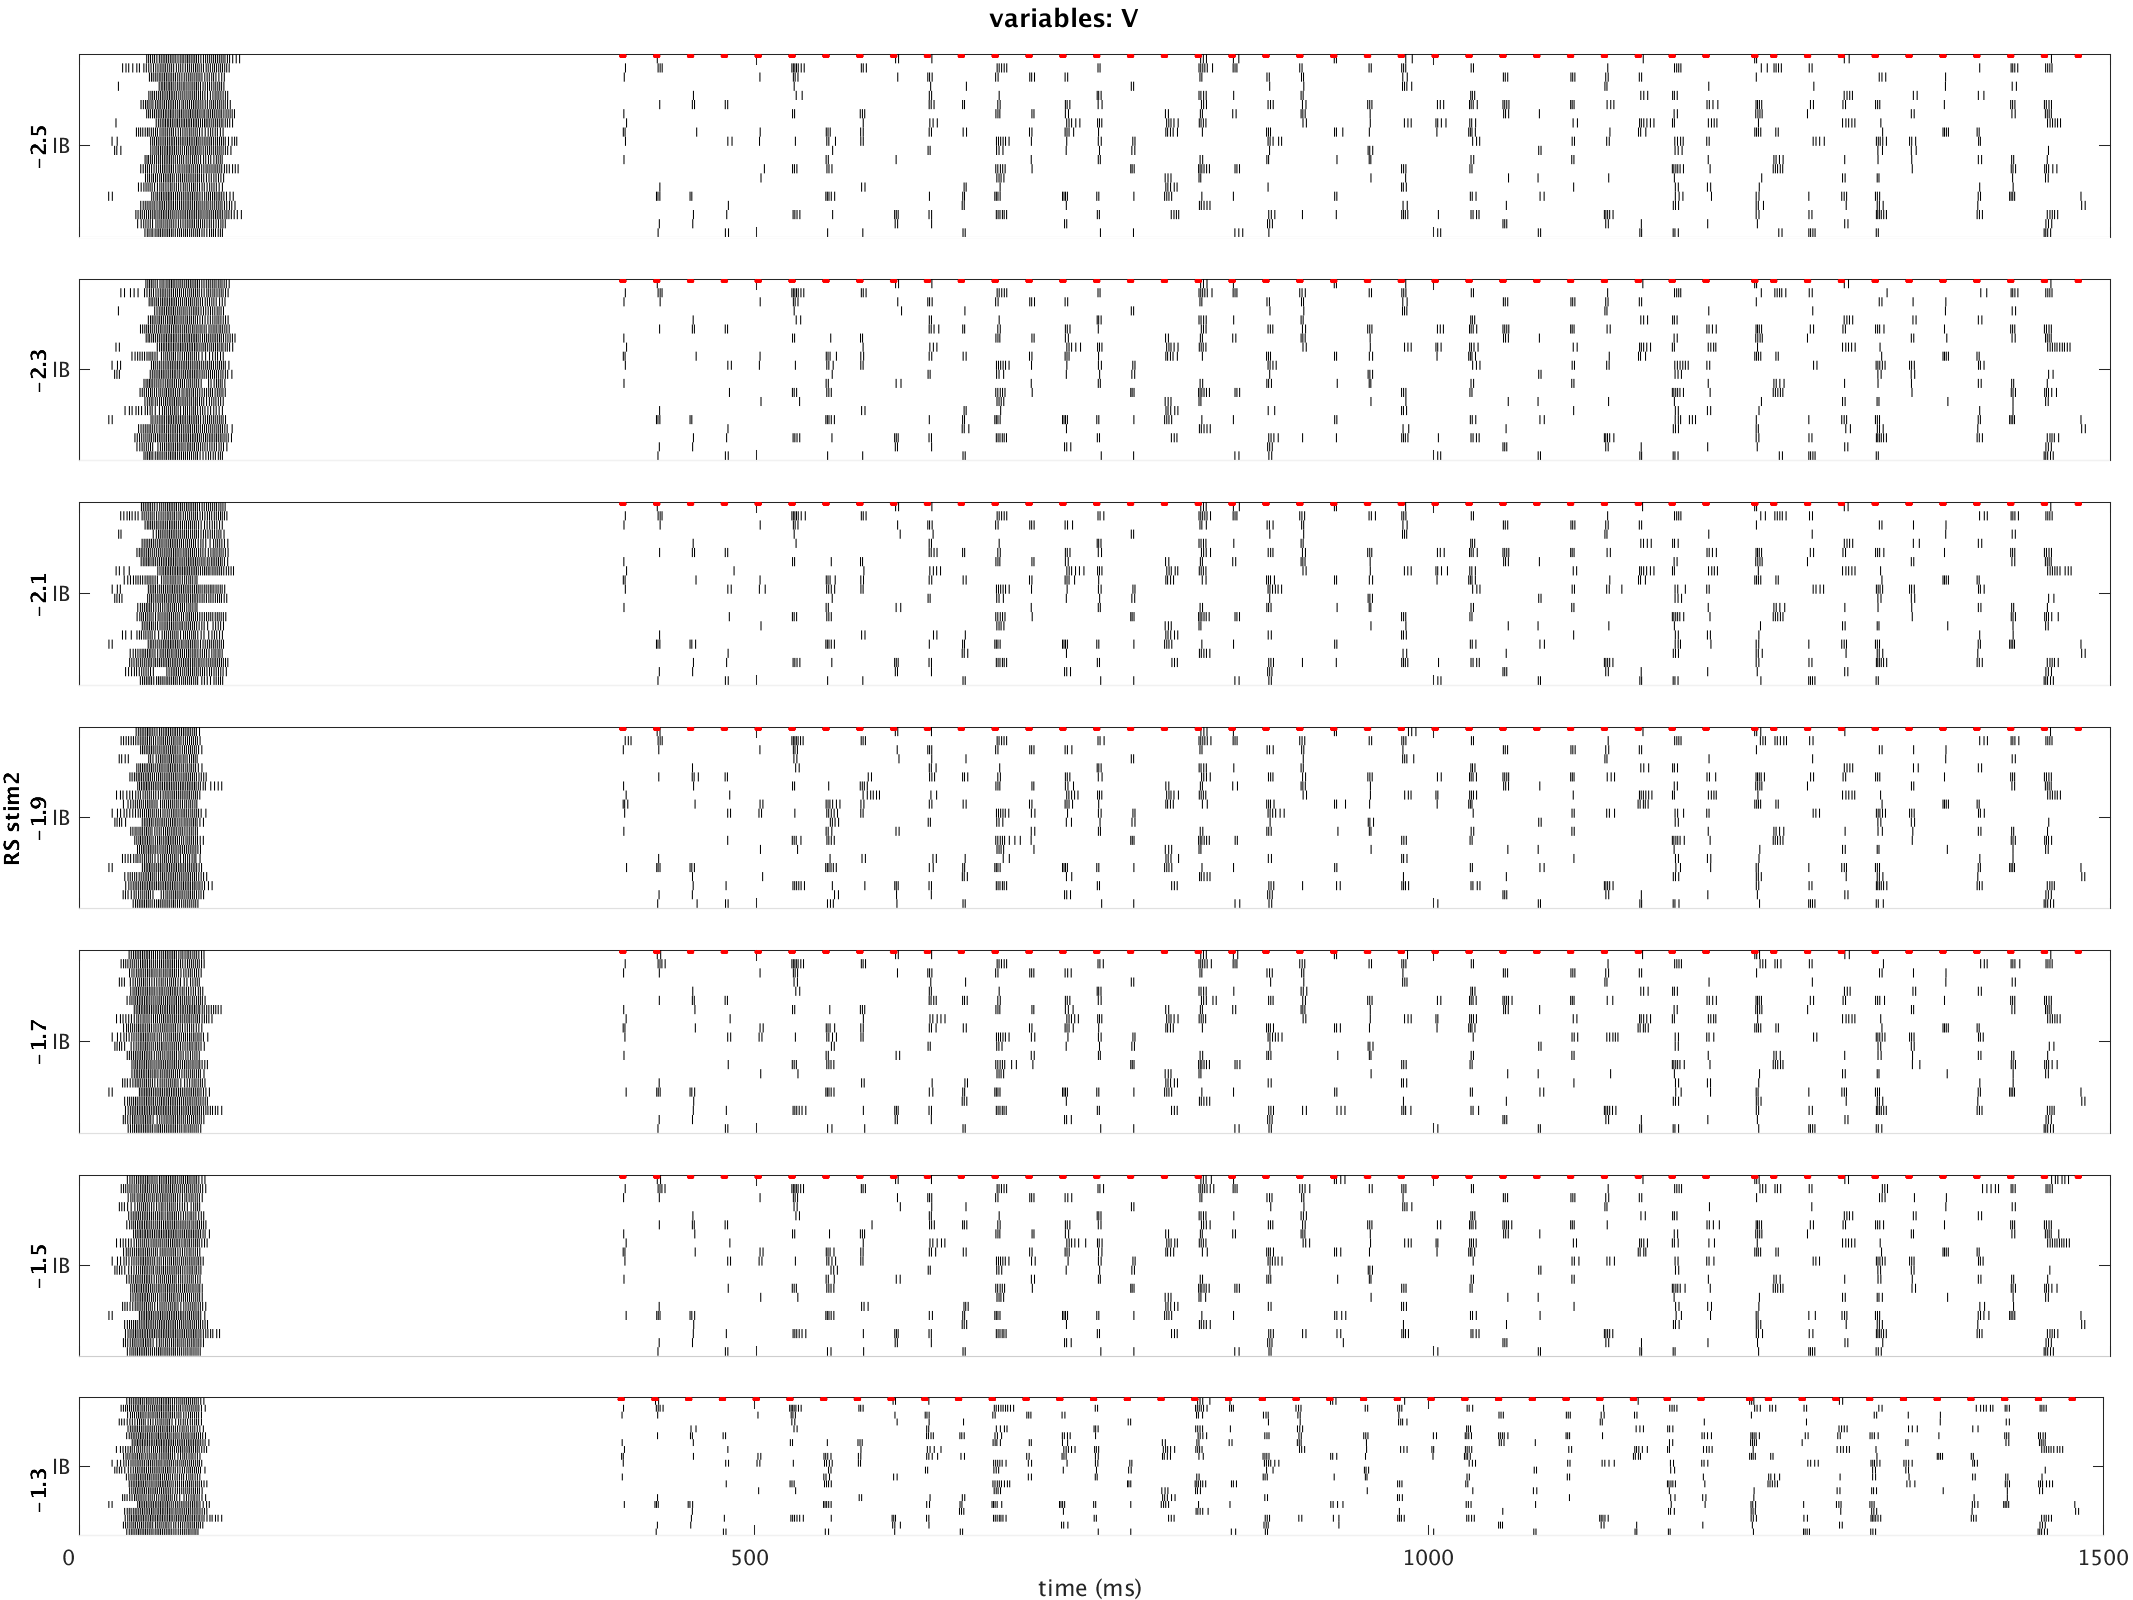 variables: V
-2.5
IB
-2.3
IB
-2.1
IB
RS stim2
-1.9
IB
-1.7
IB
-1.5
IB
-1.3
IB
0 500 1000 1500
time (ms)